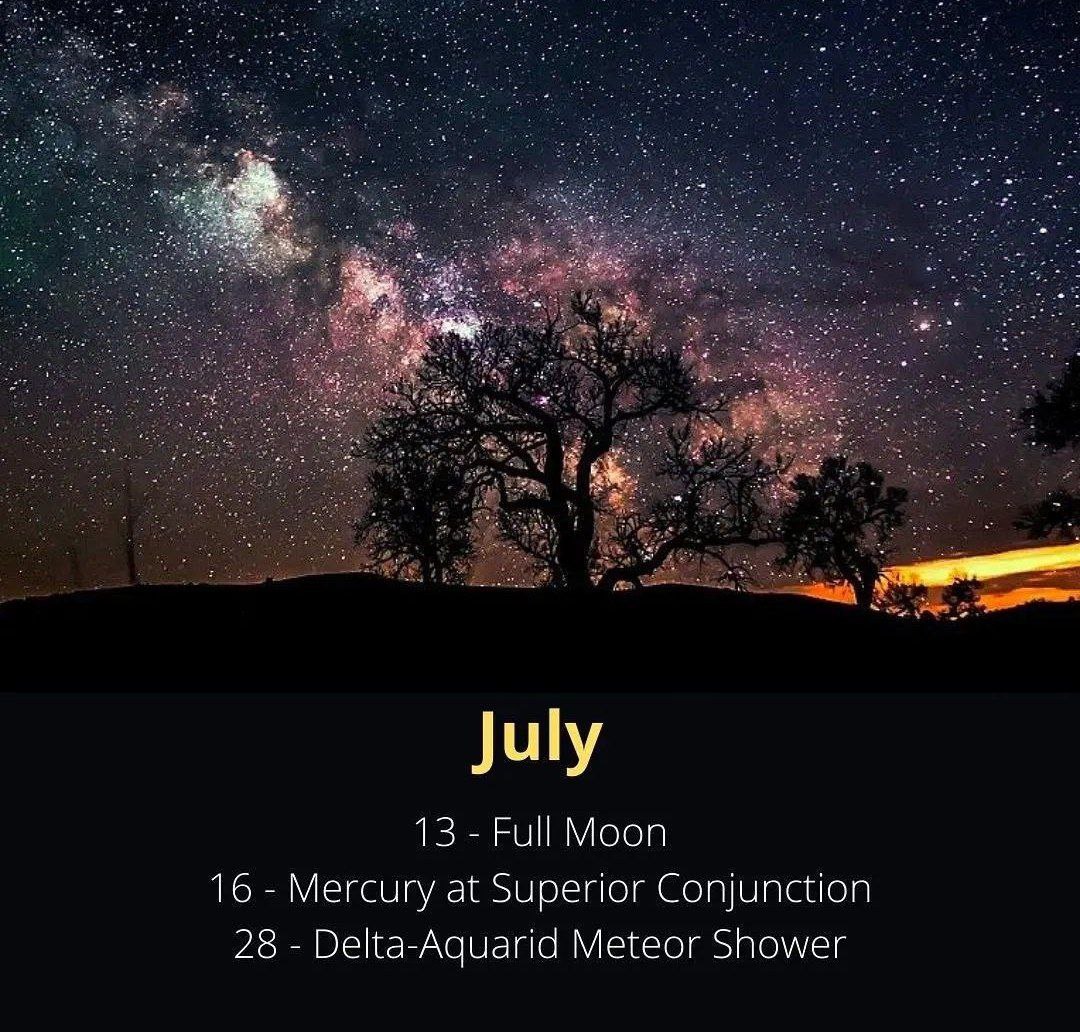 July
13 - Full Moon
16 - Mercury at Superior Conjunction
28 - Delta-Aquarid Meteor Shower